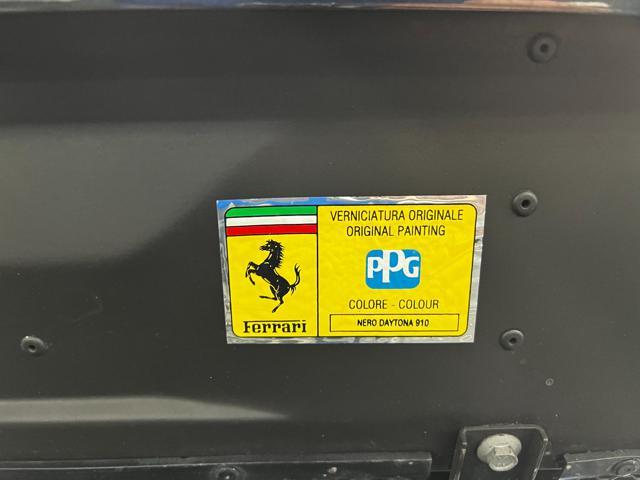 VERNICIATURA ORIGINALE
ORIGINAL PAINTING
PPG
COLORE - COLOUR
NERO DAYTONA 910
Ferrari